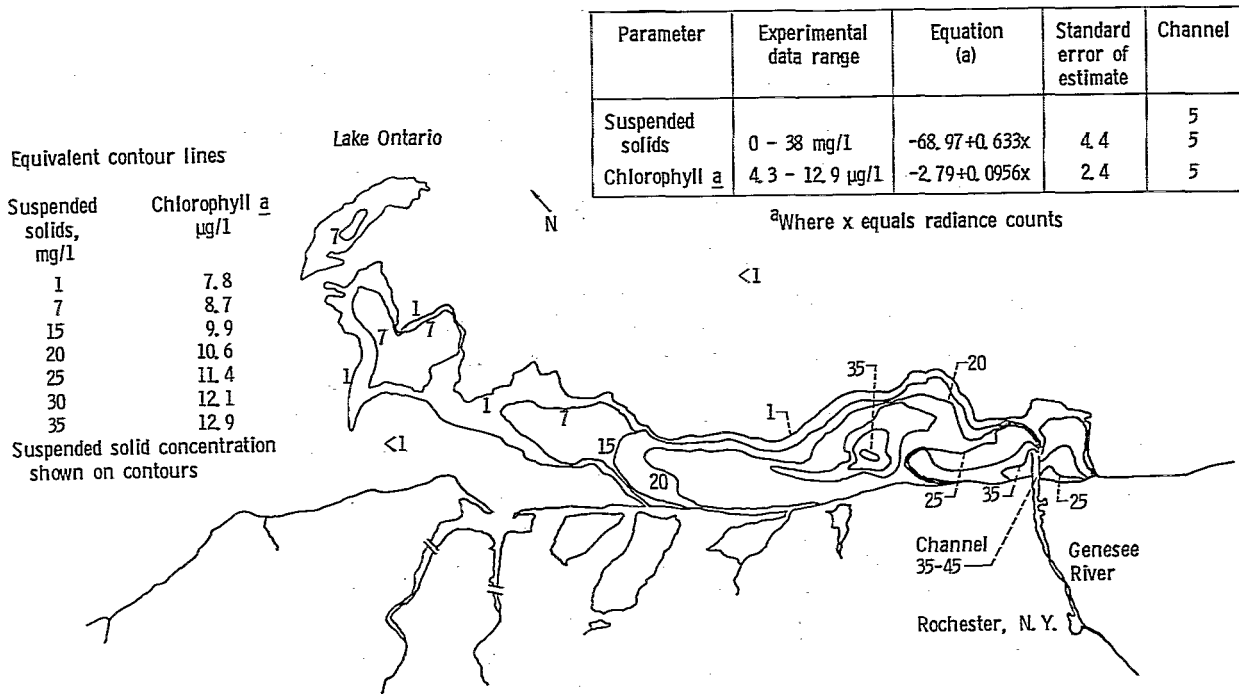 Parameter Experimental data range Equation (a) Standard error of estimate Channel
Suspended solids 0 - 38 mg/l -68.97+0.633x 4.4 5
5
Chlorophyll a 4.3 - 12.9 µg/l -2.79+0.0956x 2.4 5
aWhere x equals radiance counts
Lake Ontario
Equivalent contour lines
Suspended solids, mg/l Chlorophyll a µg/l
1 7.8
7 8.7
15 9.9
20 10.6
25 11.4
30 12.1
35 12.9
Suspended solid concentration
shown on contours
N
<1
7
1
7
7
1
1
7
15
20
<1
1
35
20
25
35
25
Channel
35-45
Genesee
River
Rochester, N.Y.